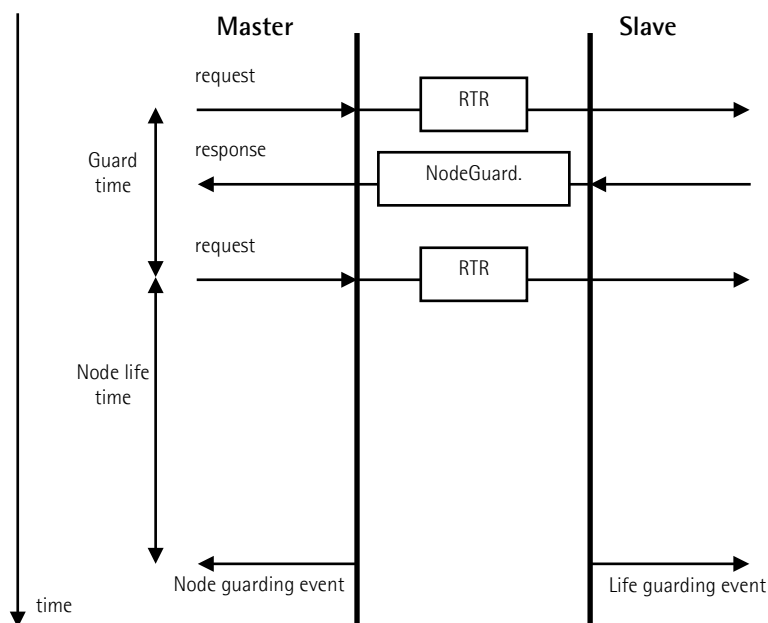 Master
Slave
request
RTR
Guard
time
response
NodeGuard.
request
RTR
Node life
time
Node guarding event
Life guarding event
time